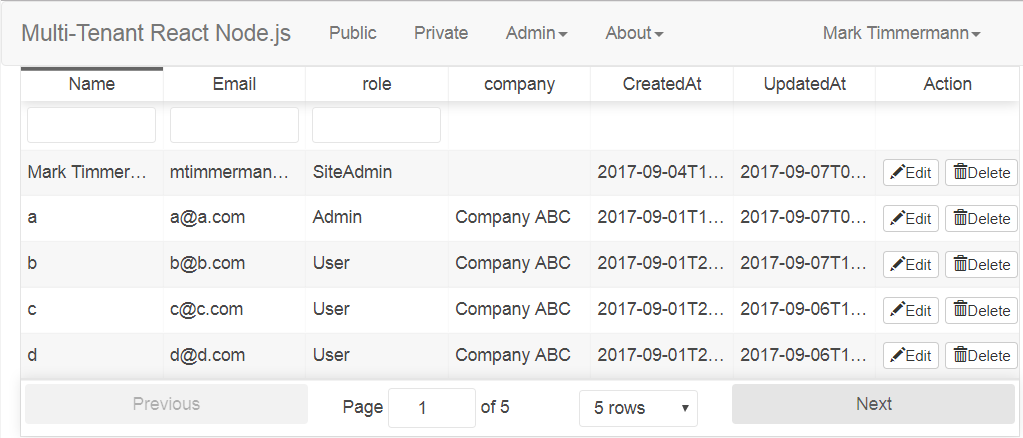 Multi-Tenant React Node.js Public Private Admin About Mark Timmermann
Name Email role company CreatedAt UpdatedAt Action
Mark Timmer... mtimmerman... SiteAdmin 2017-09-04T1... 2017-09-07T0... Edit Delete
a a@a.com Admin Company ABC 2017-09-01T1... 2017-09-07T0... Edit Delete
b b@b.com User Company ABC 2017-09-01T2... 2017-09-07T1... Edit Delete
c c@c.com User Company ABC 2017-09-01T2... 2017-09-06T1... Edit Delete
d d@d.com User Company ABC 2017-09-01T2... 2017-09-06T1... Edit Delete
Previous Page 1 of 5 5 rows Next